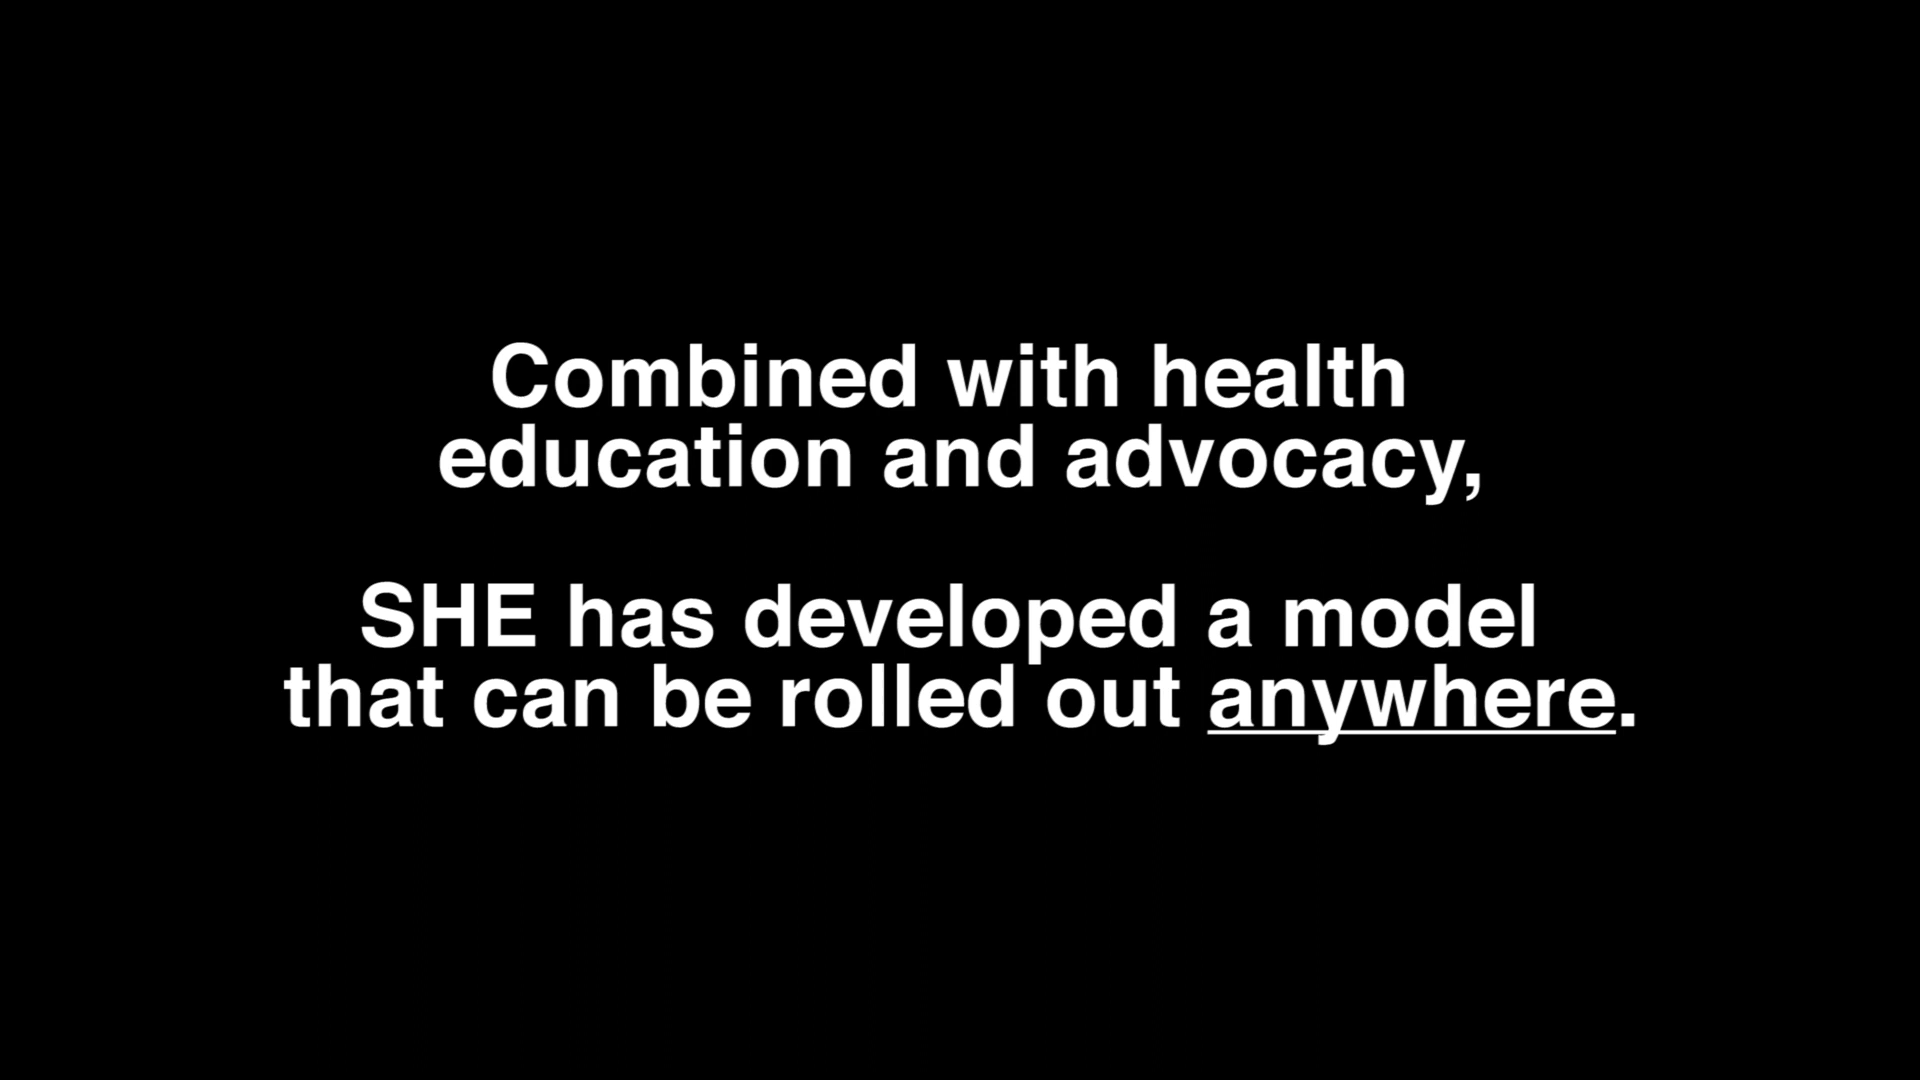 Combined with health
education and advocacy,
SHE has developed a model
that can be rolled out anywhere.